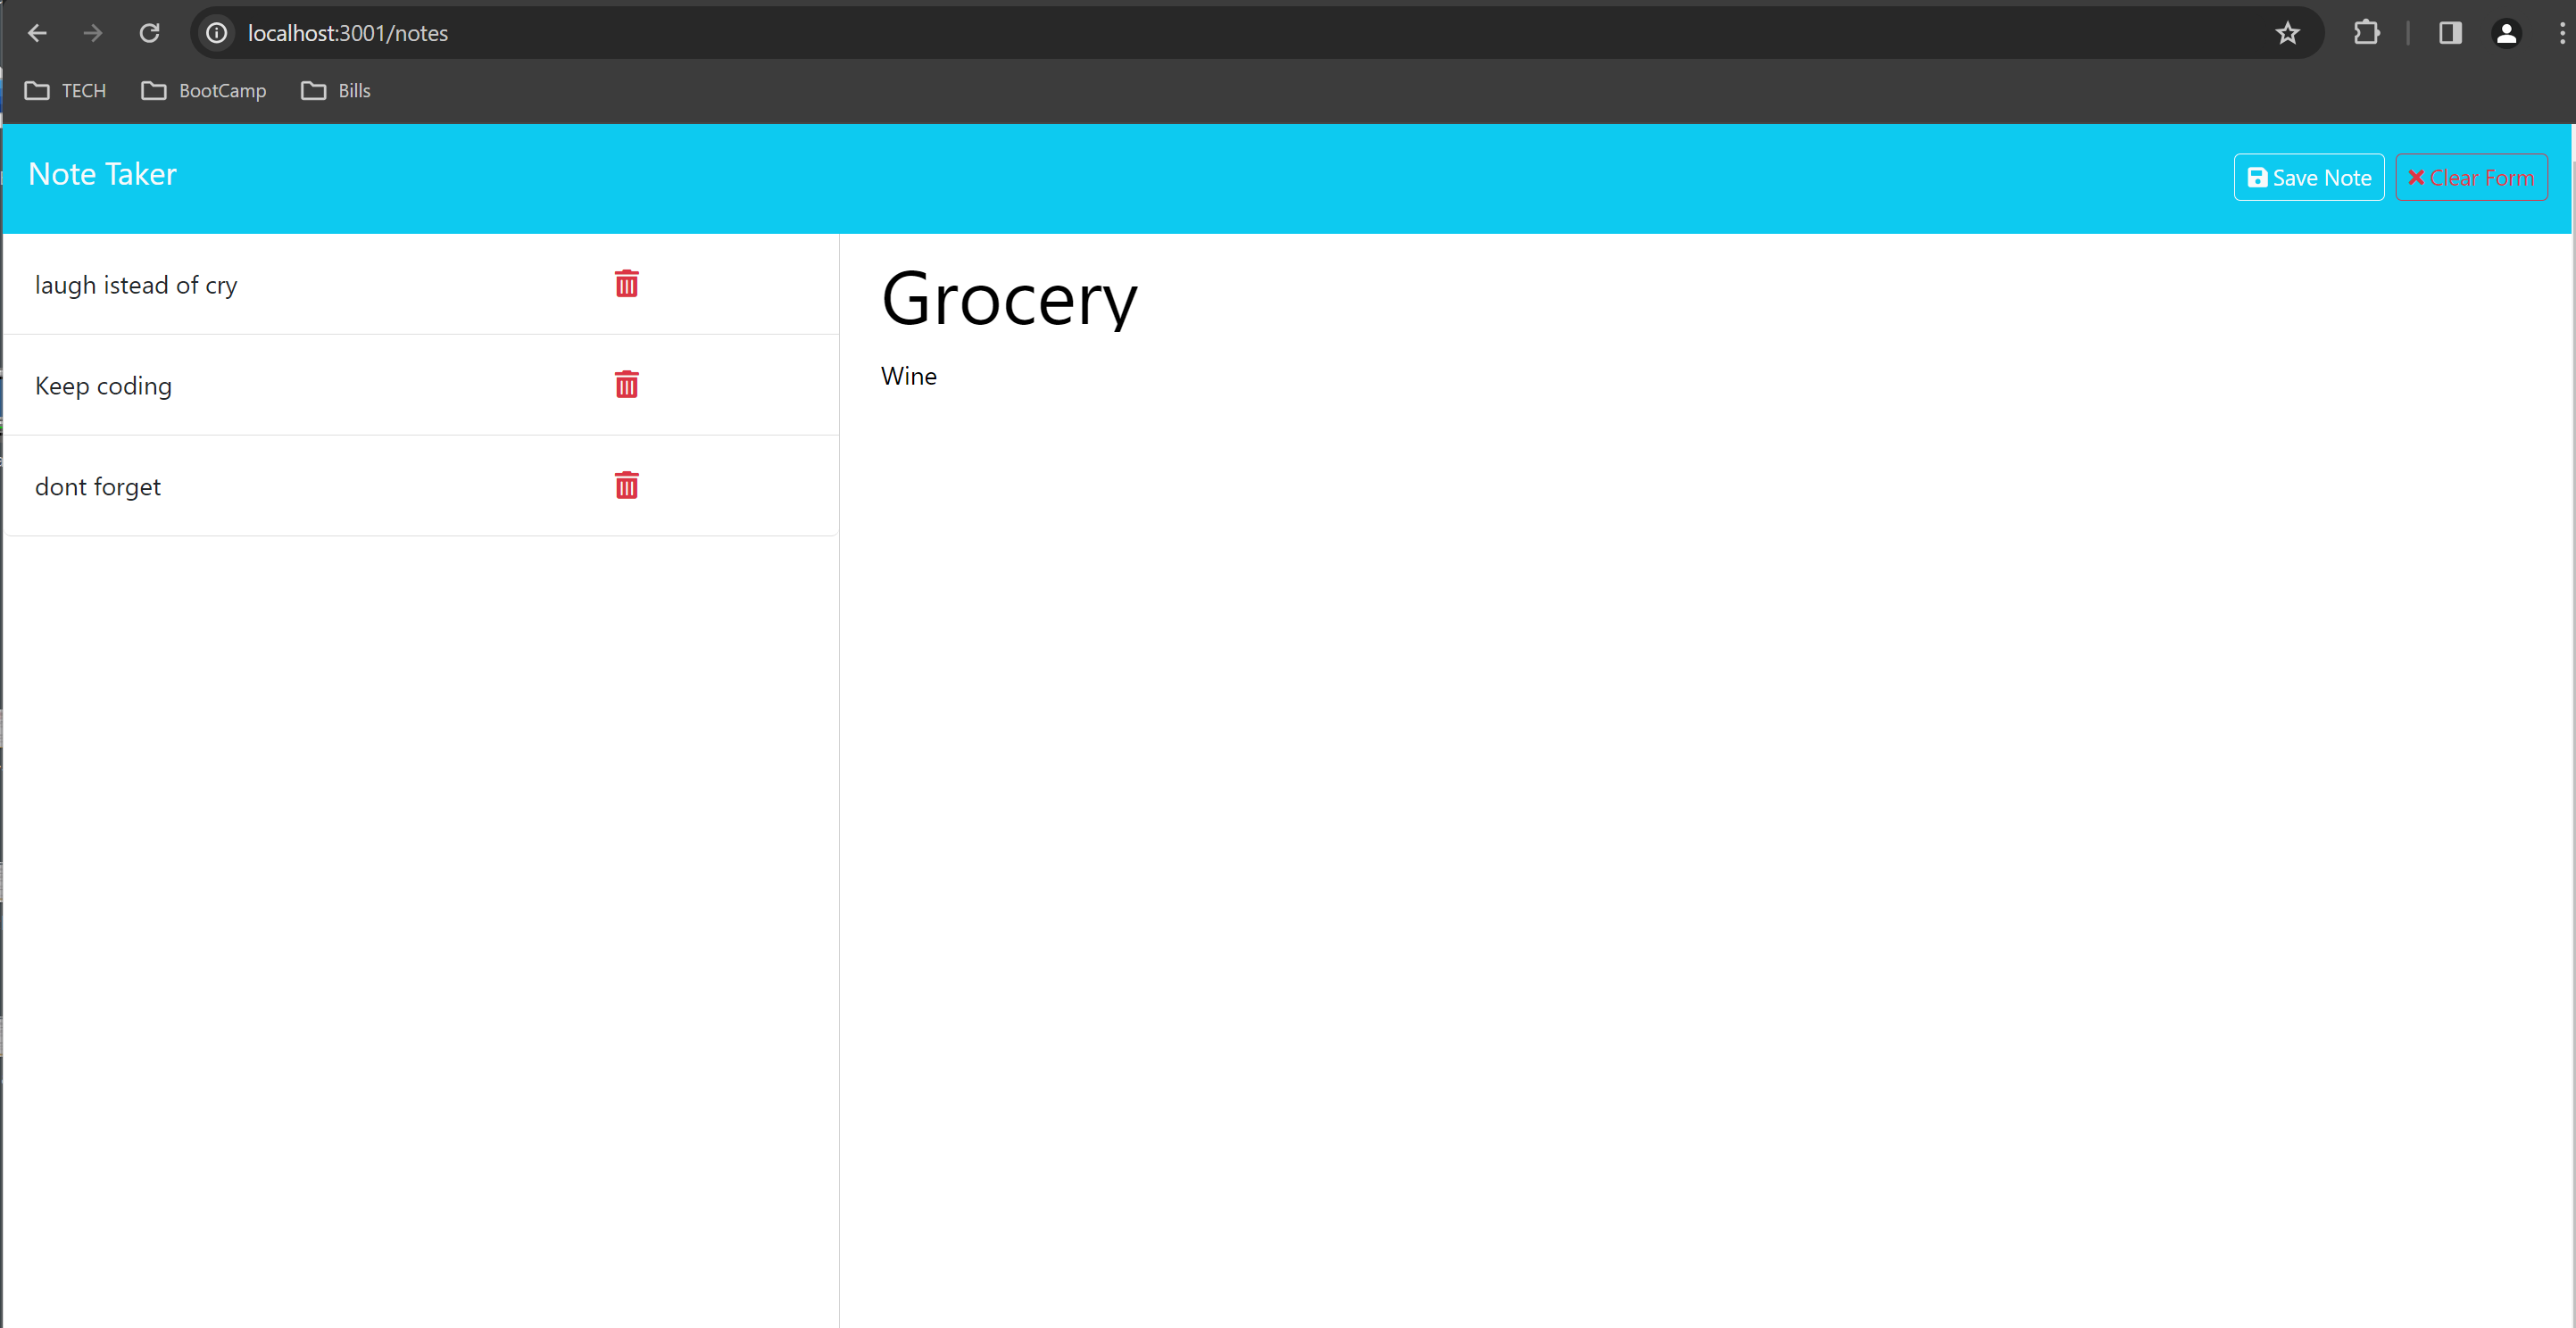 localhost:3001/notes
TECH BootCamp Bills
Note Taker Save Note Clear Form
laugh istead of cry
Keep coding
dont forget
Grocery
Wine